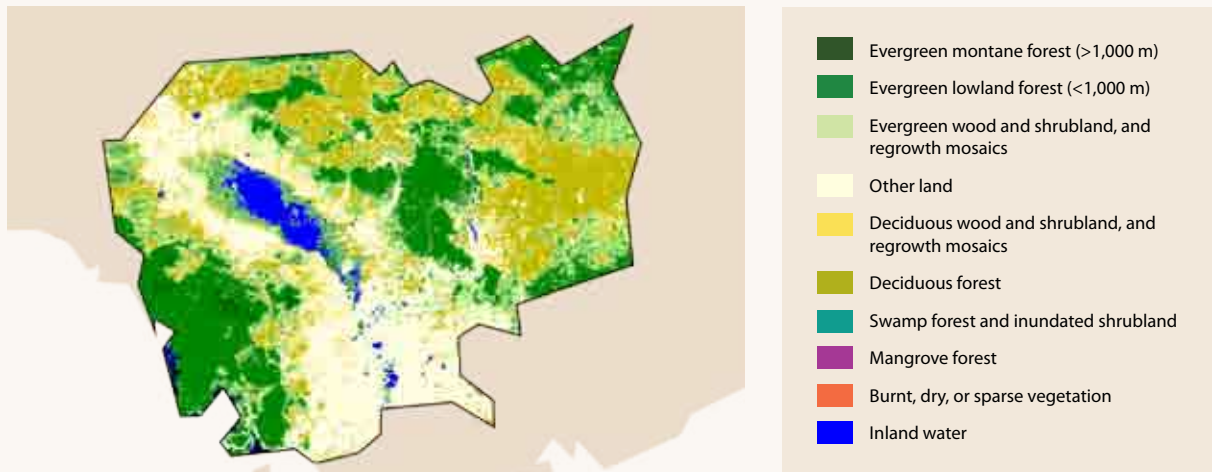 Evergreen montane forest (>1,000 m)
Evergreen lowland forest (<1,000 m)
Evergreen wood and shrubland, and
regrowth mosaics
Other land
Deciduous wood and shrubland, and
regrowth mosaics
Deciduous forest
Swamp forest and inundated shrubland
Mangrove forest
Burnt, dry, or sparse vegetation
Inland water